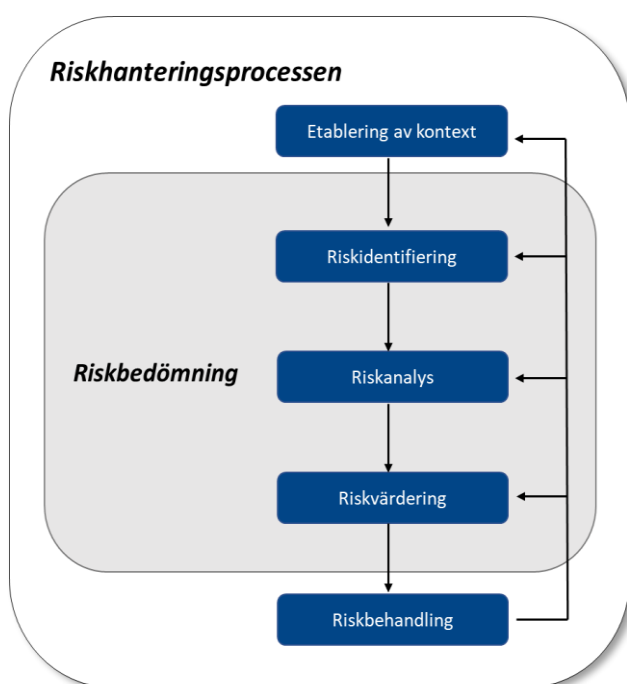 Riskhanteringsprocessen
Etablering av kontext
Riskidentifiering
Riskbedömning
Riskanalys
Riskvärdering
Riskbehandling